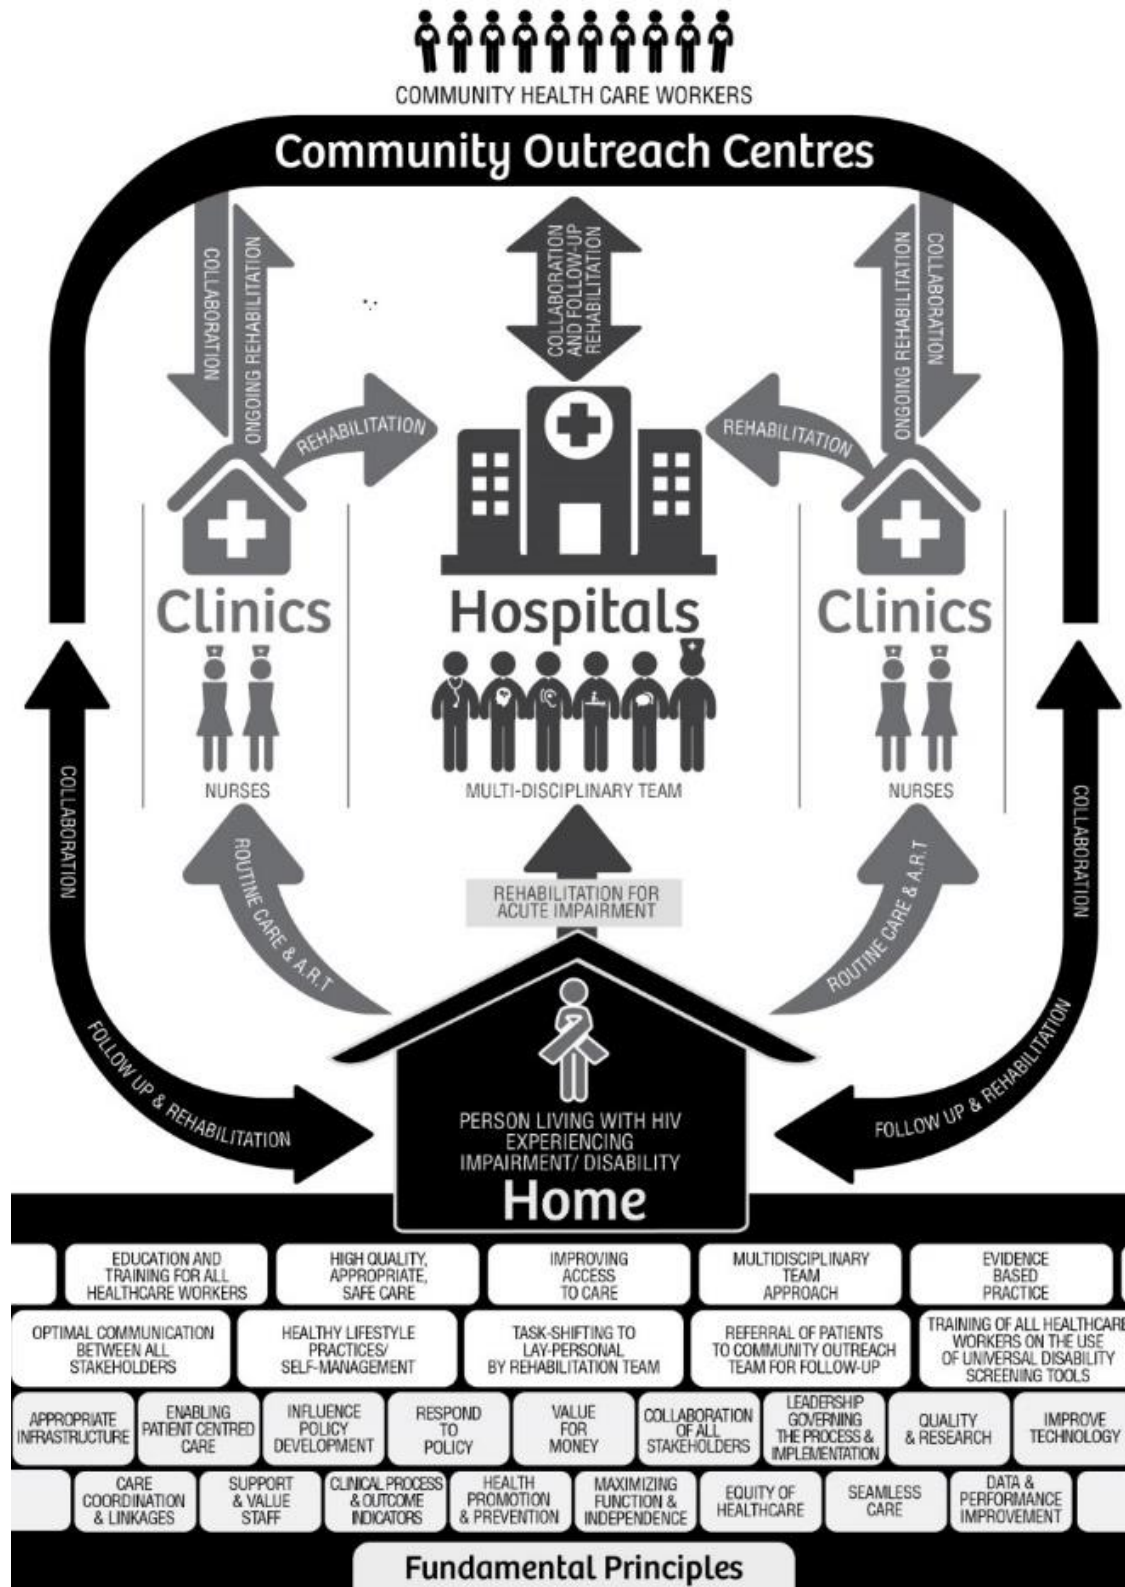 COMMUNITY HEALTH CARE WORKERS
Community Outreach Centres
COLLABORATION
ONGOING REHABILITATION
COLLABORATION
AND FOLLOW-UP
REHABILITATION
ONGOING REHABILITATION
COLLABORATION
REHABILITATION
REHABILITATION
Clinics
Hospitals
Clinics
NURSES
MULTI-DISCIPLINARY TEAM
NURSES
COLLABORATION
ROUTINE CARE & A.R.T
REHABILITATION FOR
ACUTE IMPAIRMENT
ROUTINE CARE & A.R.T
COLLABORATION
FOLLOW UP & REHABILITATION
PERSON LIVING WITH HIV
EXPERIENCING
IMPAIRMENT/ DISABILITY
Home
FOLLOW UP & REHABILITATION
EDUCATION AND
TRAINING FOR ALL
HEALTHCARE WORKERS
HIGH QUALITY,
APPROPRIATE,
SAFE CARE
IMPROVING
ACCESS
TO CARE
MULTIDISCIPLINARY
TEAM
APPROACH
EVIDENCE
BASED
PRACTICE
OPTIMAL COMMUNICATION
BETWEEN ALL
STAKEHOLDERS
HEALTHY LIFESTYLE
PRACTICES/
SELF-MANAGEMENT
TASK-SHIFTING TO
LAY-PERSONAL
BY REHABILITATION TEAM
REFERRAL OF PATIENTS
TO COMMUNITY OUTREACH
TEAM FOR FOLLOW-UP
TRAINING OF ALL HEALTHCARE
WORKERS ON THE USE
OF UNIVERSAL DISABILITY
SCREENING TOOLS
APPROPRIATE
INFRASTRUCTURE
ENABLING
PATIENT CENTRED
CARE
INFLUENCE
POLICY
DEVELOPMENT
RESPOND
TO
POLICY
VALUE
FOR
MONEY
COLLABORATION
OF ALL
STAKEHOLDERS
LEADERSHIP
GOVERNING
THE PROCESS &
IMPLEMENTATION
QUALITY
& RESEARCH
IMPROVE
TECHNOLOGY
CARE
COORDINATION
& LINKAGES
SUPPORT
& VALUE
STAFF
CLINICAL PROCESS
& OUTCOME
INDICATORS
HEALTH
PROMOTION
& PREVENTION
MAXIMIZING
FUNCTION &
INDEPENDENCE
EQUITY OF
HEALTHCARE
SEAMLESS
CARE
DATA &
PERFORMANCE
IMPROVEMENT
Fundamental Principles